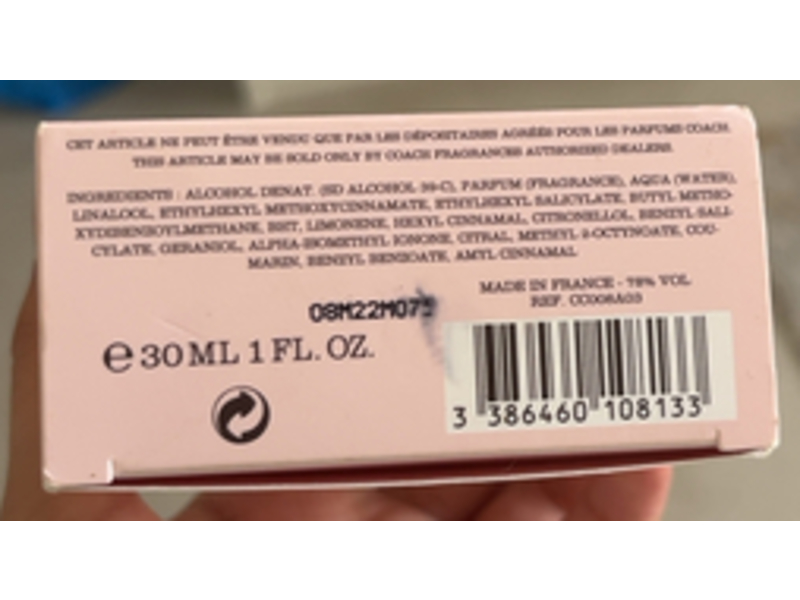 CET ARTICLE NE PEUT ÊTRE VENDU QUE PAR LES DÉPOSITAIRES AGRÉÉS POUR LES PARFUMS COACH.
THIS ARTICLE MAY BE SOLD ONLY BY COACH FRAGRANCES AUTHORIZED DEALERS.
INGREDIENTS : ALCOHOL DENAT. (SD ALCOHOL 39-C), PARFUM (FRAGRANCE), AQUA (WATER),
LINALOOL, ETHYLHEXYL METHOXYCINNAMATE, ETHYLHEXYL SALICYLATE, BUTYL METHO-
XYDIBENZOYLMETHANE, BHT, LIMONENE, HEXYL CINNAMAL, CITRONELLOL, BENZYL SALI-
CYLATE, GERANIOL, ALPHA-ISOMETHYL IONONE, CITRAL, METHYL 2-OCTYNOATE, COU-
MARIN, BENZYL BENZOATE, AMYL CINNAMAL
MADE IN FRANCE - 78% VOL
REF. CC008A03
08M22M075
e 30 ML 1 FL. OZ.
3 386460 108133